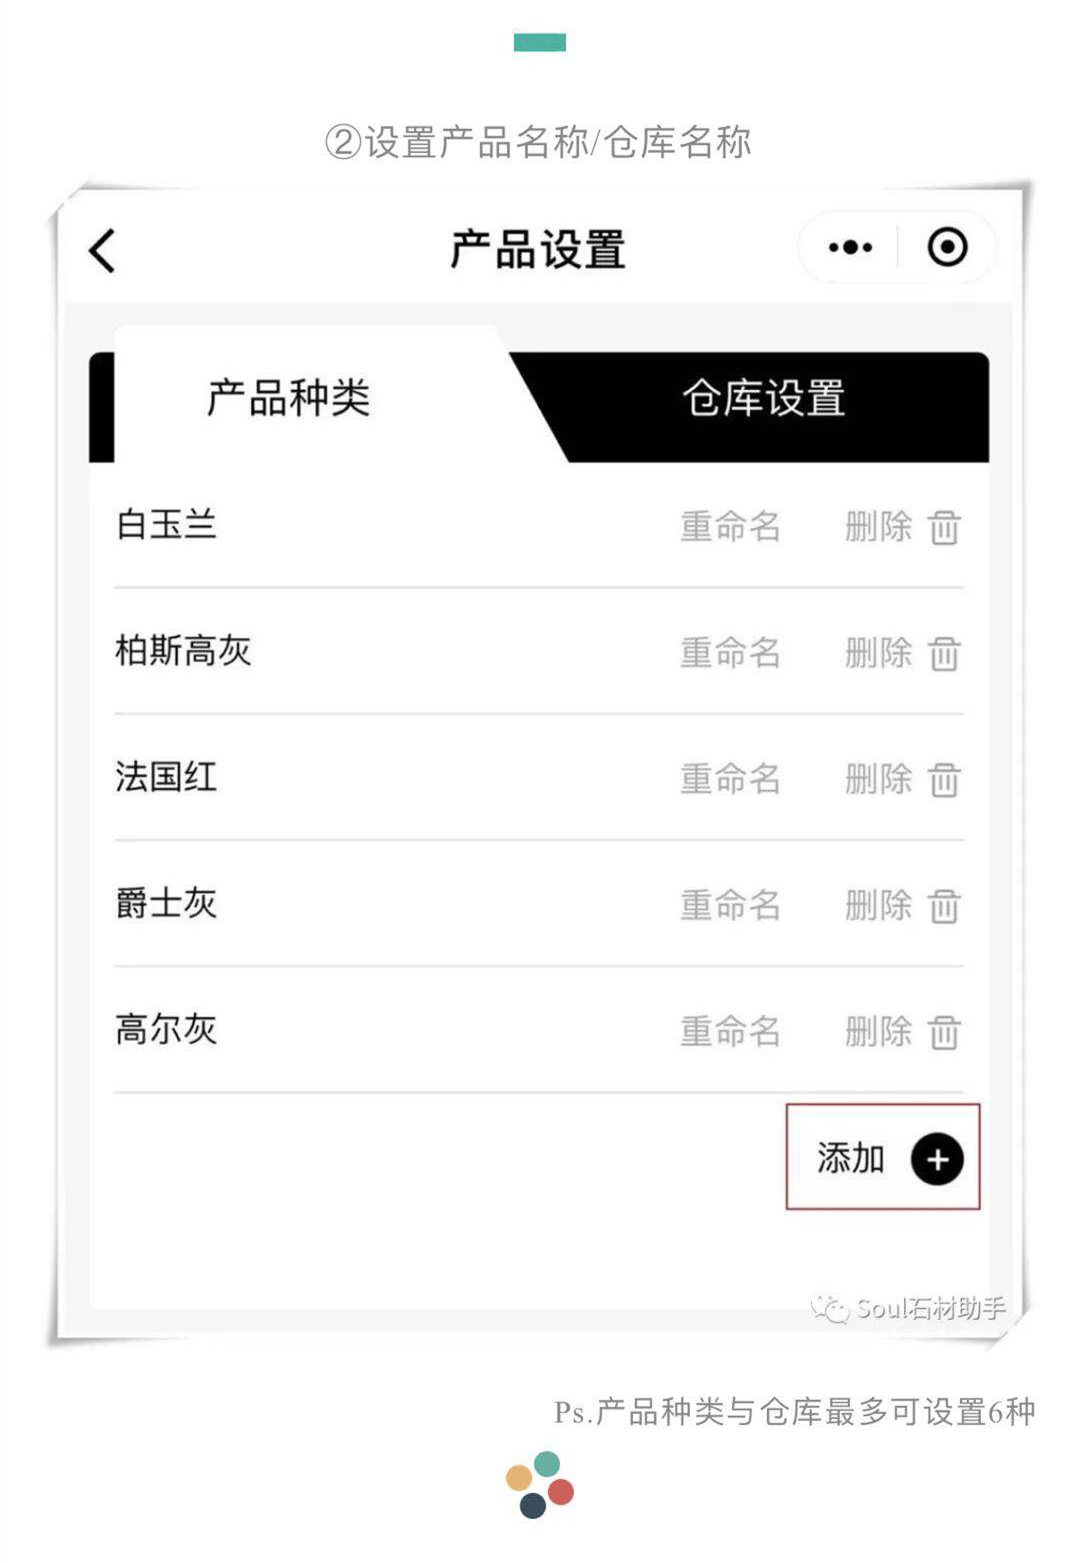 ②设置产品名称/仓库名称
产品设置
产品种类 仓库设置
白玉兰 重命名 删除
柏斯高灰 重命名 删除
法国红 重命名 删除
爵士灰 重命名 删除
高尔灰 重命名 删除
添加
Soul石材助手
Ps.产品种类与仓库最多可设置6种